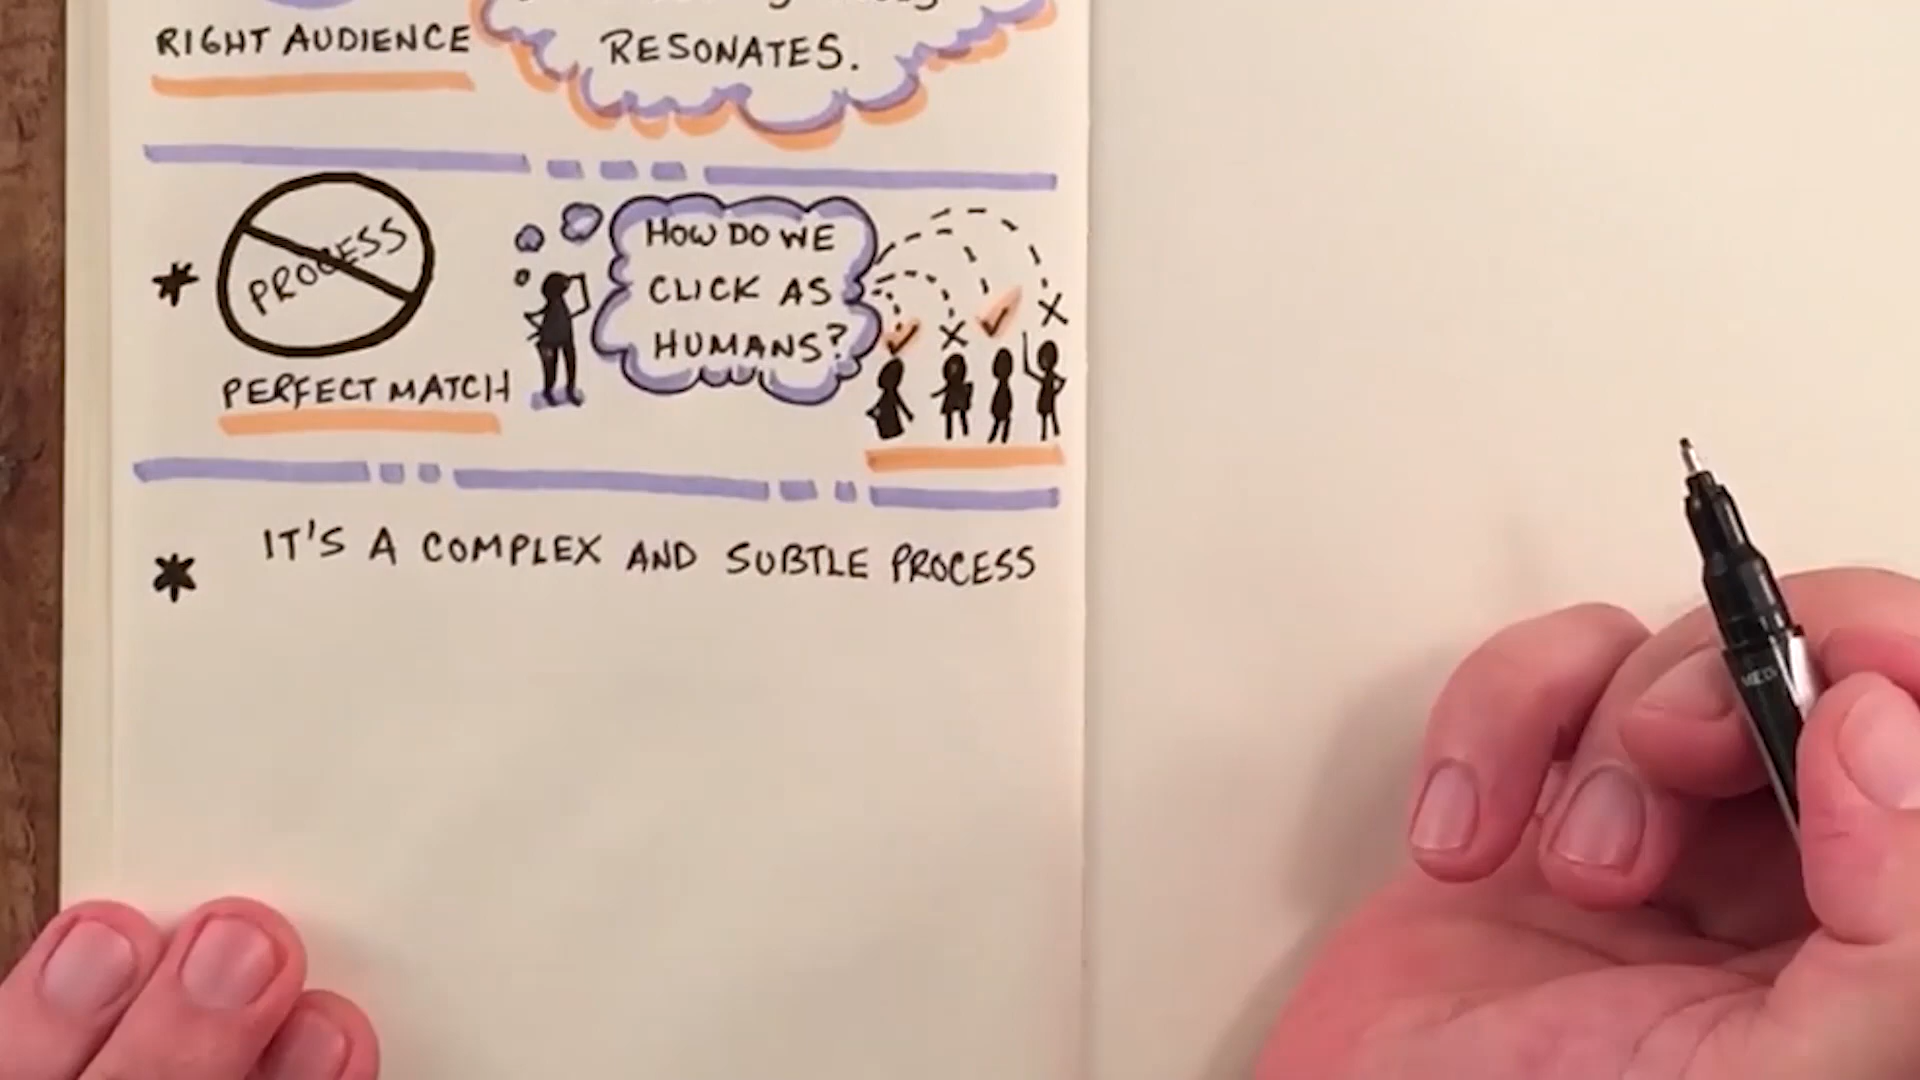 RIGHT AUDIENCE
RESONATES.
PROCESS
PERFECT MATCH
HOW DO WE
CLICK AS
HUMANS?
IT'S A COMPLEX AND SUBTLE PROCESS